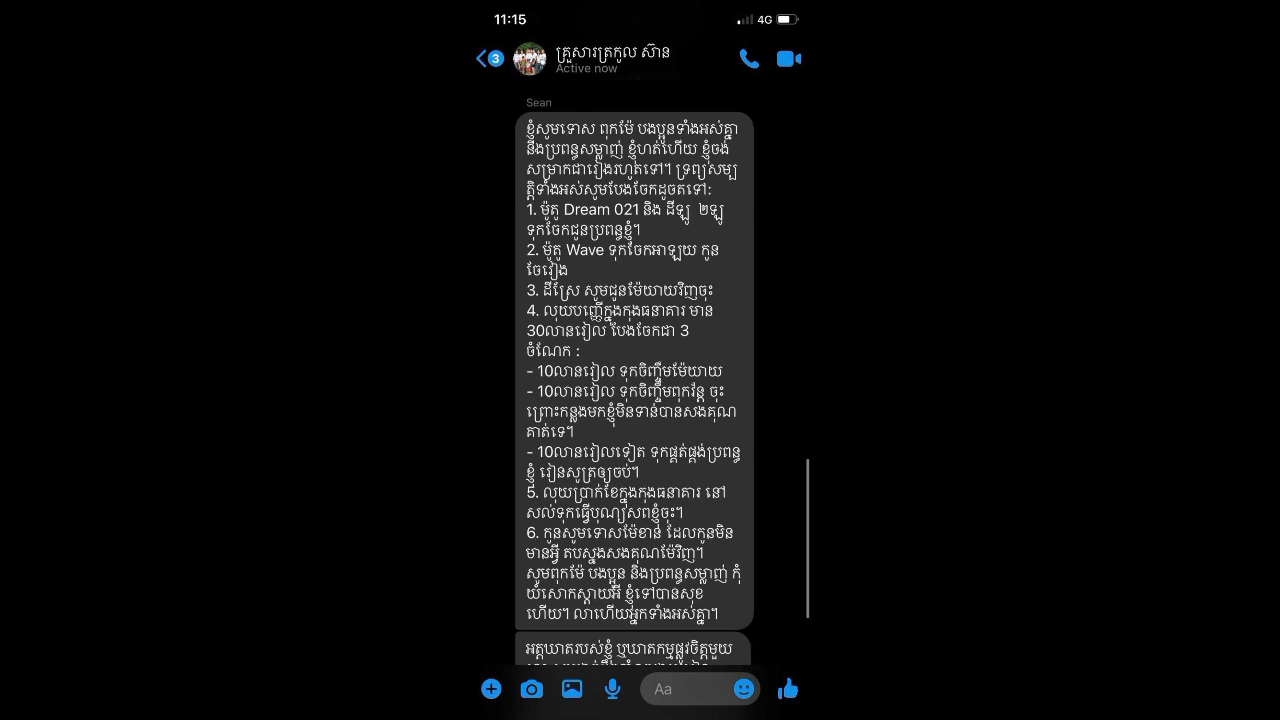 11:15
4G
3
គ្រួសារត្រកូល ស៊ាន
Active now
Sean
ខ្ញុំសូមទោស ពុកម៉ែ បងប្អូនទាំងអស់គ្នា
និងប្រពន្ធសម្លាញ់ ខ្ញុំហត់ហើយ ខ្ញុំចង់
សម្រាកជារៀងរហូតទៅ។ ទ្រព្យសម្ប
ត្តិទាំងអស់សូមបែងចែកដូចតទៅ:
1. ម៉ូតូ Dream 021 និង ដីឡូ ២ឡូ
ទុកចែកជូនប្រពន្ធខ្ញុំ។
2. ម៉ូតូ Wave ទុកចែកអាឡយ កូន
ចែវៀង
3. ដីស្រែ សូមជូនម៉ែយាយវិញចុះ
4. លុយបញ្ញើក្នុងកុងធនាគារ មាន
30លានរៀល បែងចែកជា 3
ចំណែក :
- 10លានរៀល ទុកចិញ្ចឹមម៉ែយាយ
- 10លានរៀល ទុកចិញ្ចឹមពុកវ័ន្ត ចុះ
ព្រោះកន្លងមកខ្ញុំមិនទាន់បានសងគុណ
គាត់ទេ។
- 10លានរៀលទៀត ទុកផ្គត់ផ្គង់ប្រពន្ធ
ខ្ញុំ រៀនសូត្រឲ្យចប់។
5. លុយប្រាក់ខែក្នុងកុងធនាគារ នៅ
សល់ទុកធ្វើបុណ្យសពខ្ញុំចុះ។
6. កូនសូមទោសម៉ែខាន់ ដែលកូនមិន
មានអ្វី តបស្នងសងគុណម៉ែវិញ។
សូមពុកម៉ែ បងប្អូន និងប្រពន្ធសម្លាញ់ កុំ
យំសោកស្ដាយអី ខ្ញុំទៅបានសុខ
ហើយ។ លាហើយអ្នកទាំងអស់គ្នា។
អត្តឃាតរបស់ខ្ញុំ ឬឃាតកម្មផ្លូវចិត្តមួយ
Aa